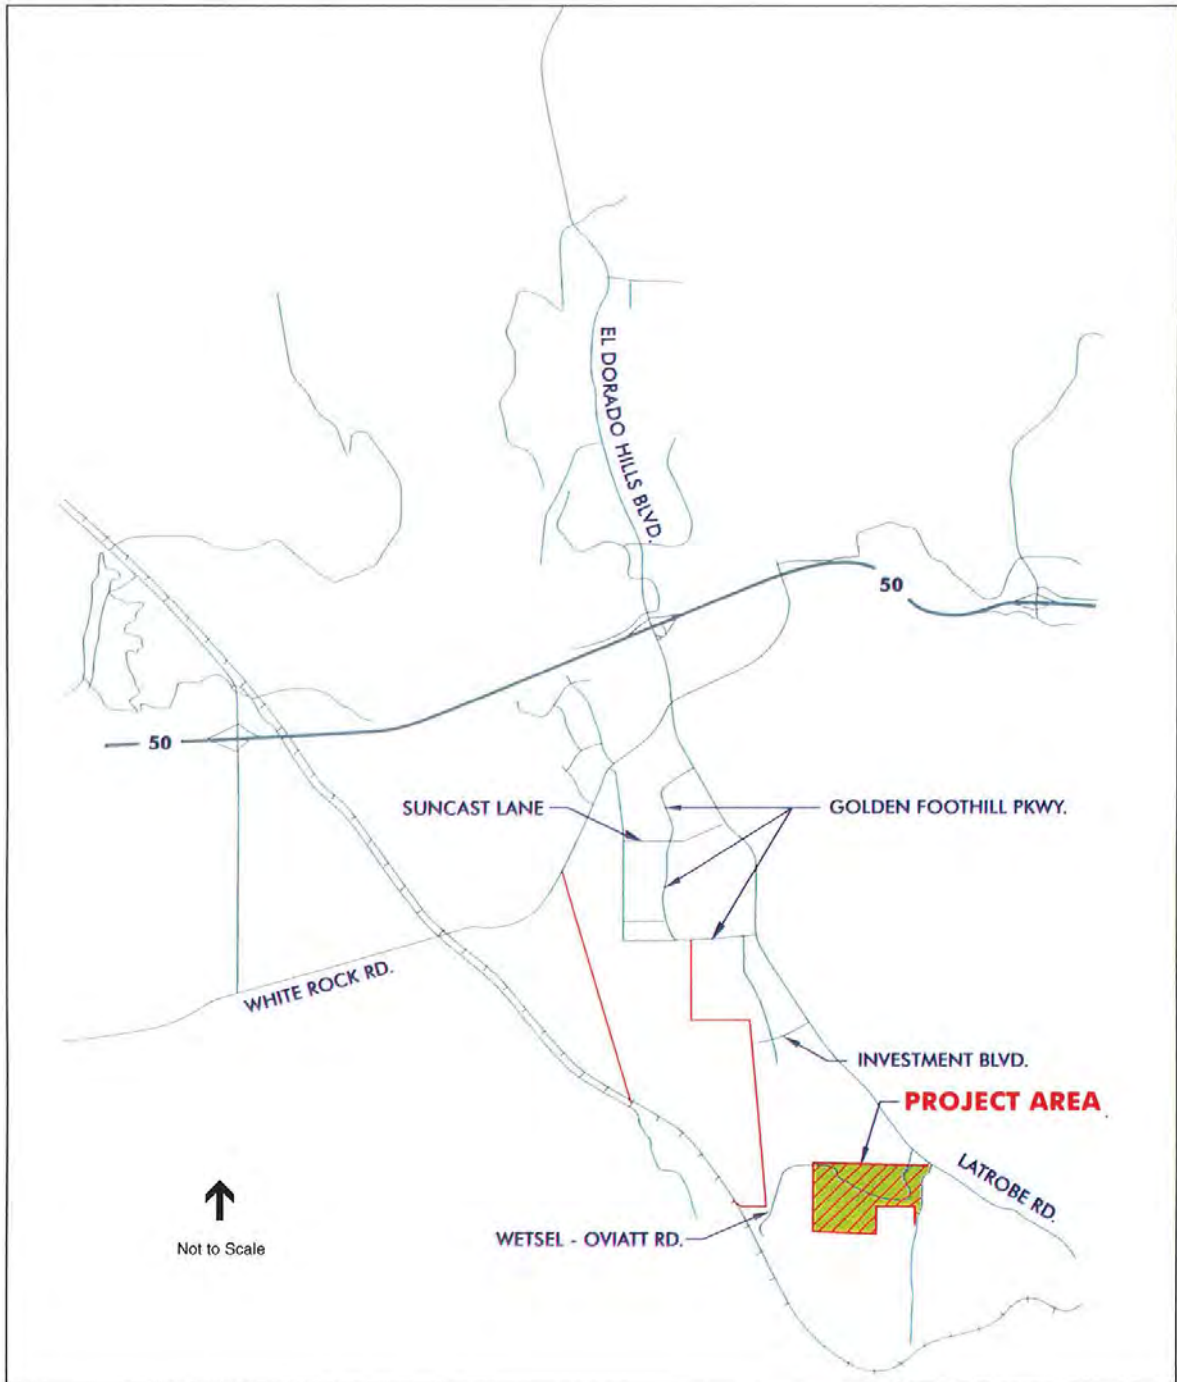 EL DORADO HILLS BLVD.
50
50
SUNCAST LANE
GOLDEN FOOTHILL PKWY.
WHITE ROCK RD.
INVESTMENT BLVD.
PROJECT AREA
LATROBE RD.
WETSEL - OVIATT RD.
Not to Scale